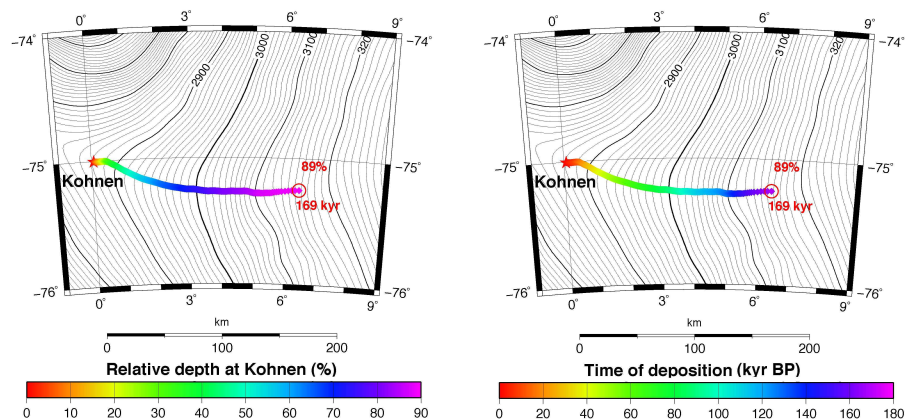 0° 3° 6° 9°
−74° −74°
2900 3000 3100 320
−75° −75°
89%
Kohnen
169 kyr
−76° −76°
0° 3° 6° 9°
km
0 100 200
Relative depth at Kohnen (%)
0 10 20 30 40 50 60 70 80 90
0° 3° 6° 9°
−74° −74°
2900 3000 3100 320
−75° −75°
89%
Kohnen
169 kyr
−76° −76°
0° 3° 6° 9°
km
0 100 200
Time of deposition (kyr BP)
0 20 40 60 80 100 120 140 160 180